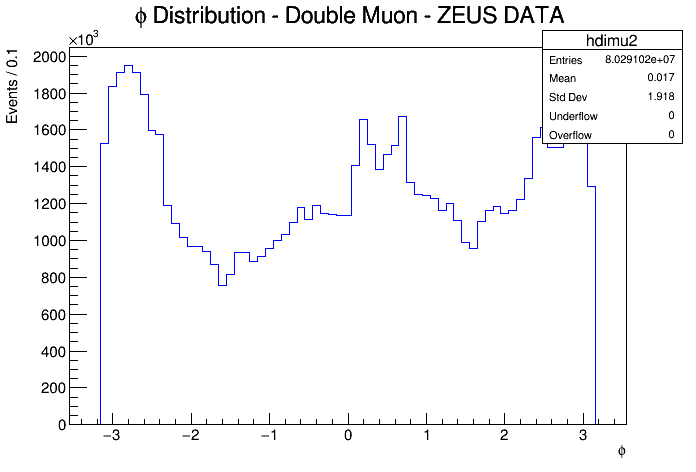 ϕ Distribution - Double Muon - ZEUS DATA
×10³
Events / 0.1
hdimu2
Entries 8.029102e+07
Mean 0.017
Std Dev 1.918
Underflow 0
Overflow 0
2000
1800
1600
1400
1200
1000
800
600
400
200
0
−3 −2 −1 0 1 2 3
ϕ